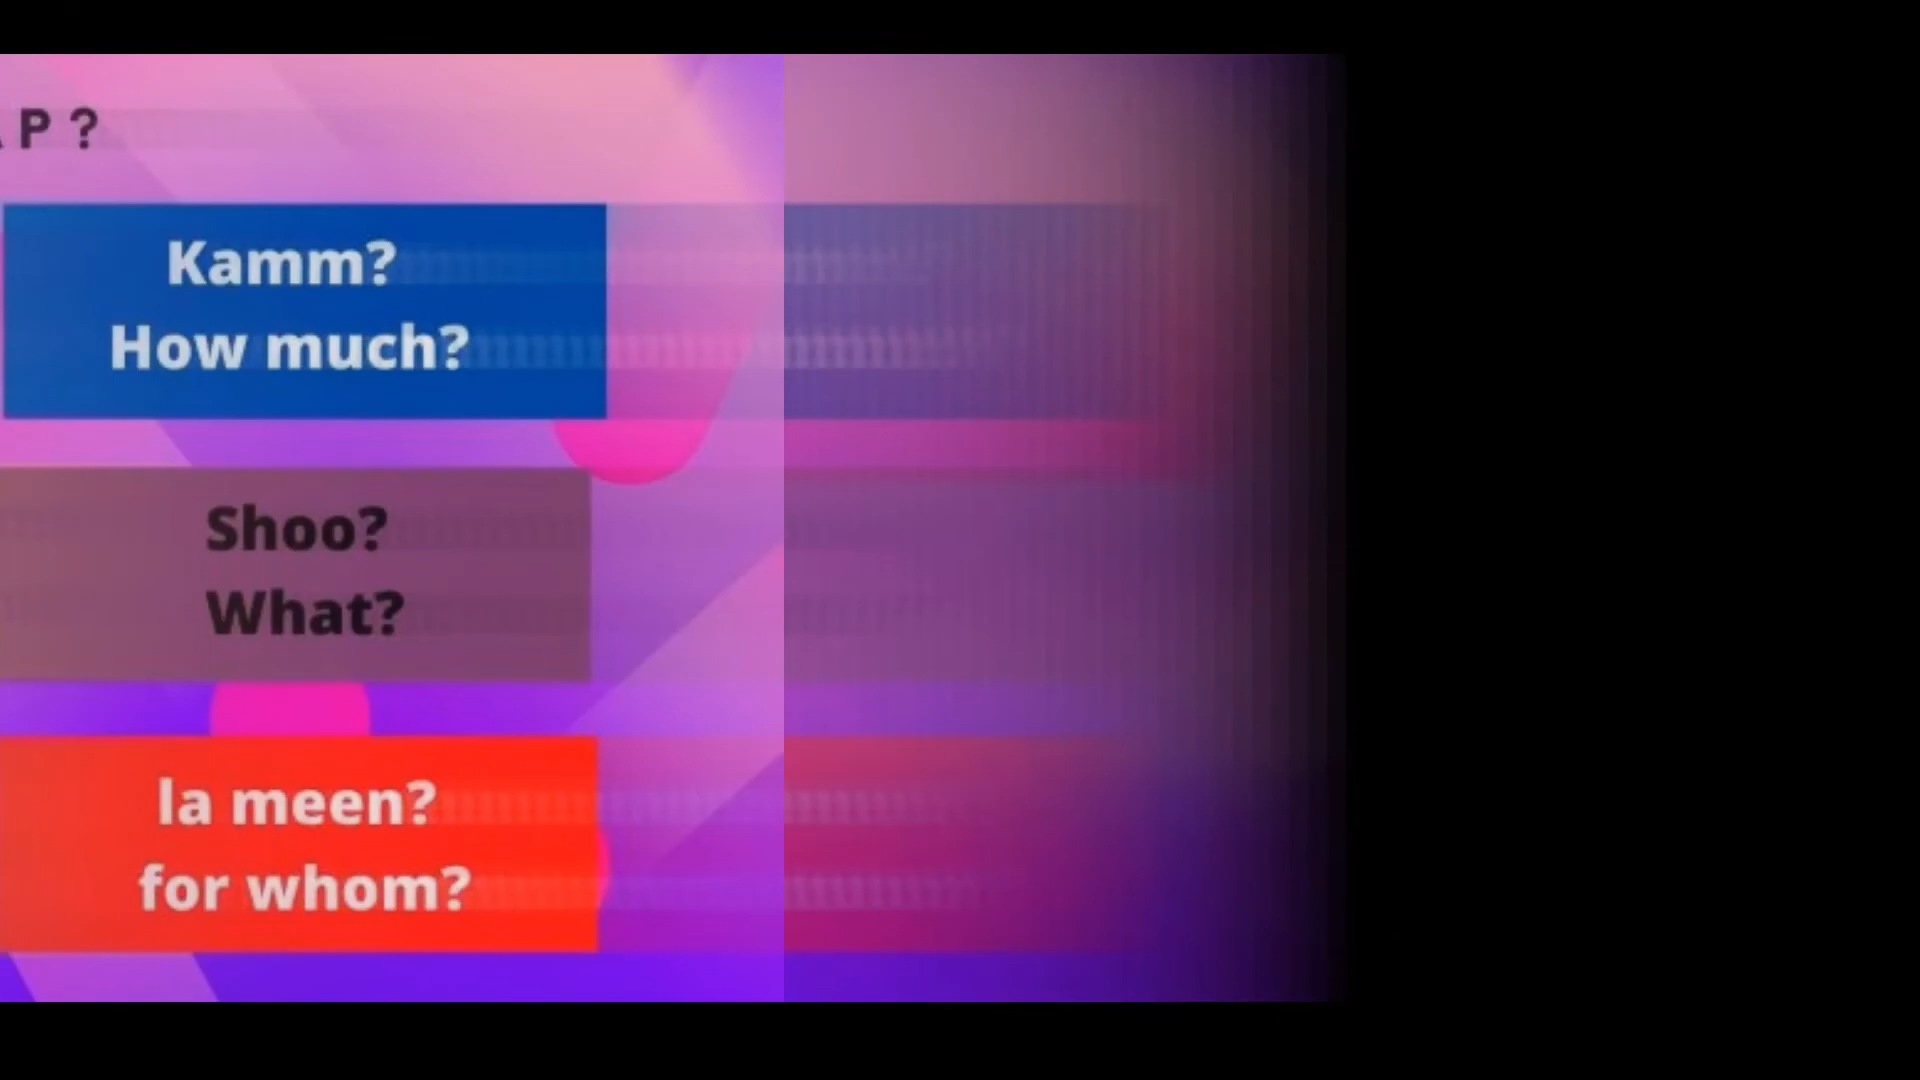 P ?
Kamm?
How much?
Shoo?
What?
la meen?
for whom?